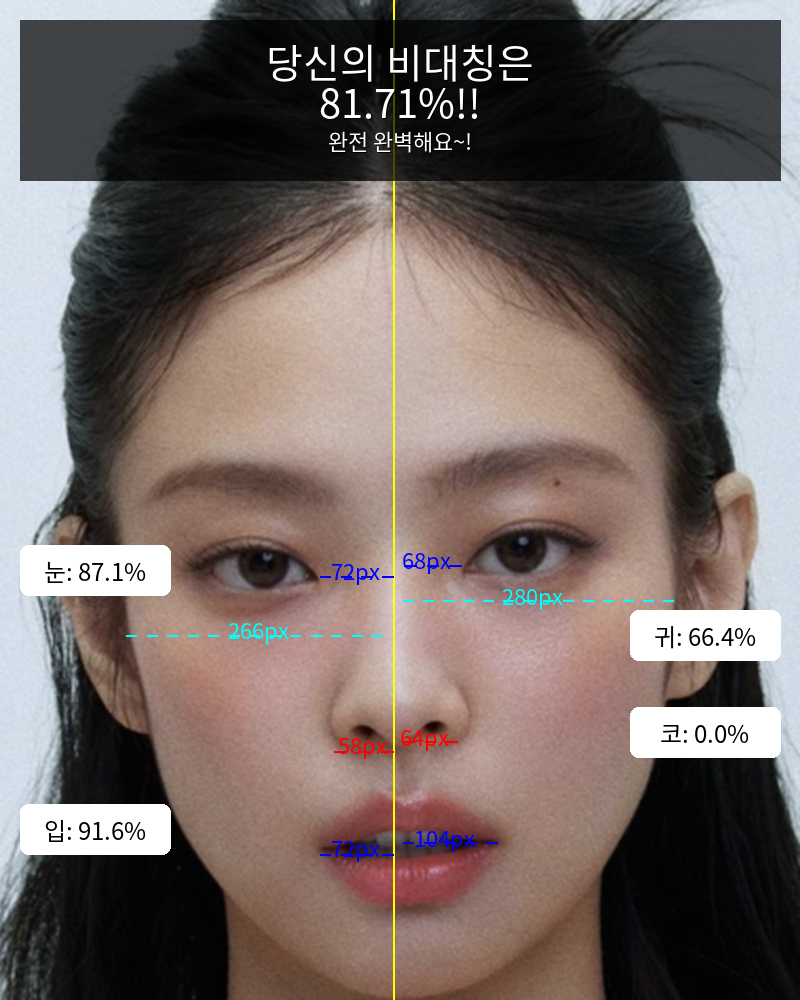 당신의 비대칭은
81.71%!!
완전 완벽해요~!
72px
68px
눈: 87.1%
280px
266px
귀: 66.4%
58px
64px
코: 0.0%
입: 91.6%
72px
104px